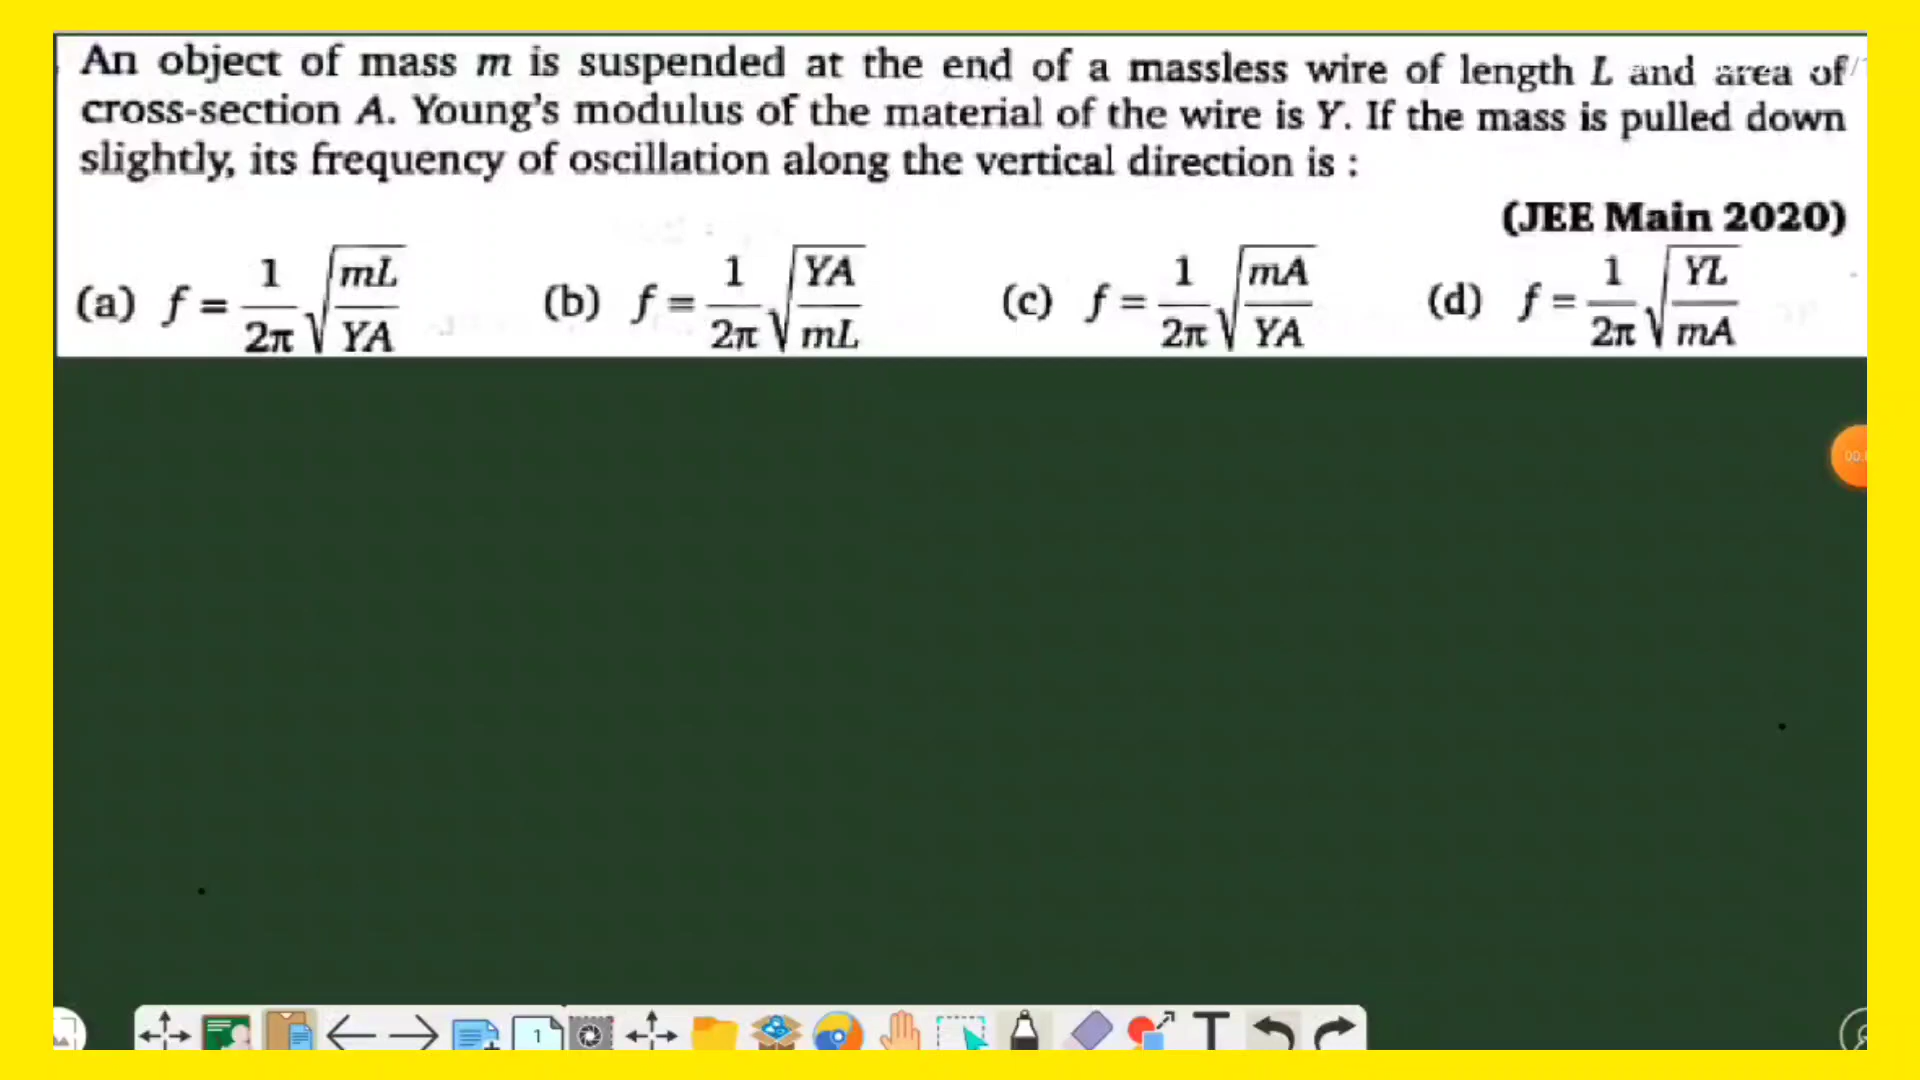 An object of mass m is suspended at the end of a massless wire of length L and area of
cross-section A. Young's modulus of the material of the wire is Y. If the mass is pulled down
slightly, its frequency of oscillation along the vertical direction is :
(JEE Main 2020)
(a) f = 1/2π √(mL/YA) (b) f = 1/2π √(YA/mL) (c) f = 1/2π √(mA/YA) (d) f = 1/2π √(YL/mA)
1 T